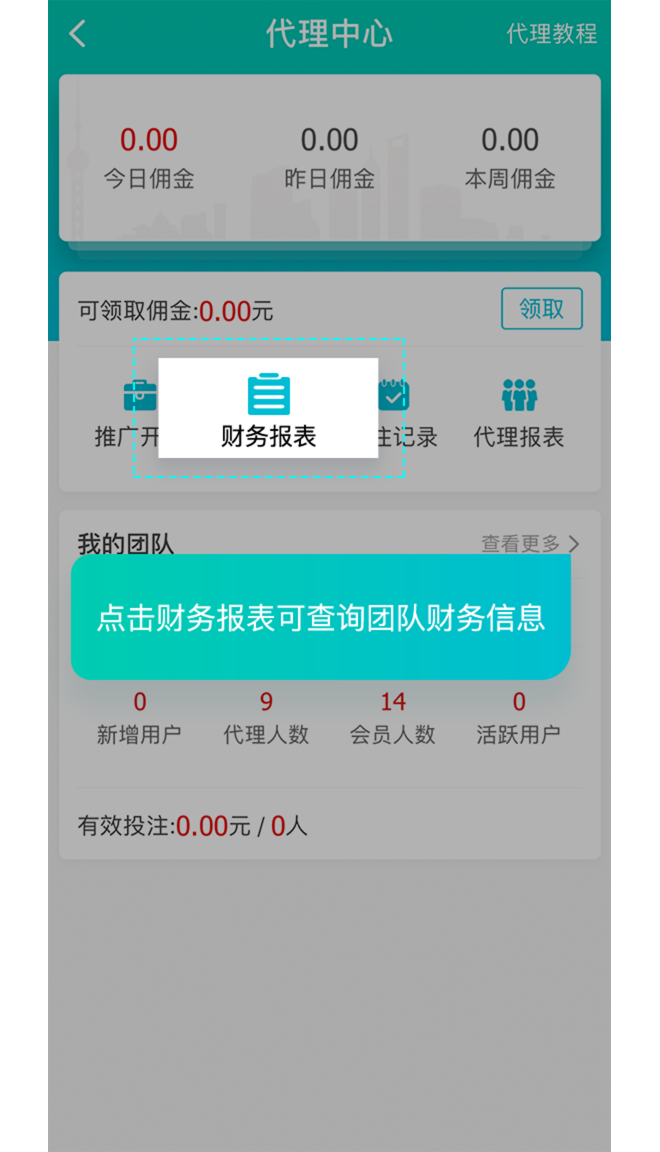 代理中心
代理教程
0.00 0.00 0.00
今日佣金 昨日佣金 本周佣金
可领取佣金:0.00元
领取
推广开 财务报表 注记录 代理报表
我的团队
查看更多
点击财务报表可查询团队财务信息
0 9 14 0
新增用户 代理人数 会员人数 活跃用户
有效投注:0.00元 / 0人